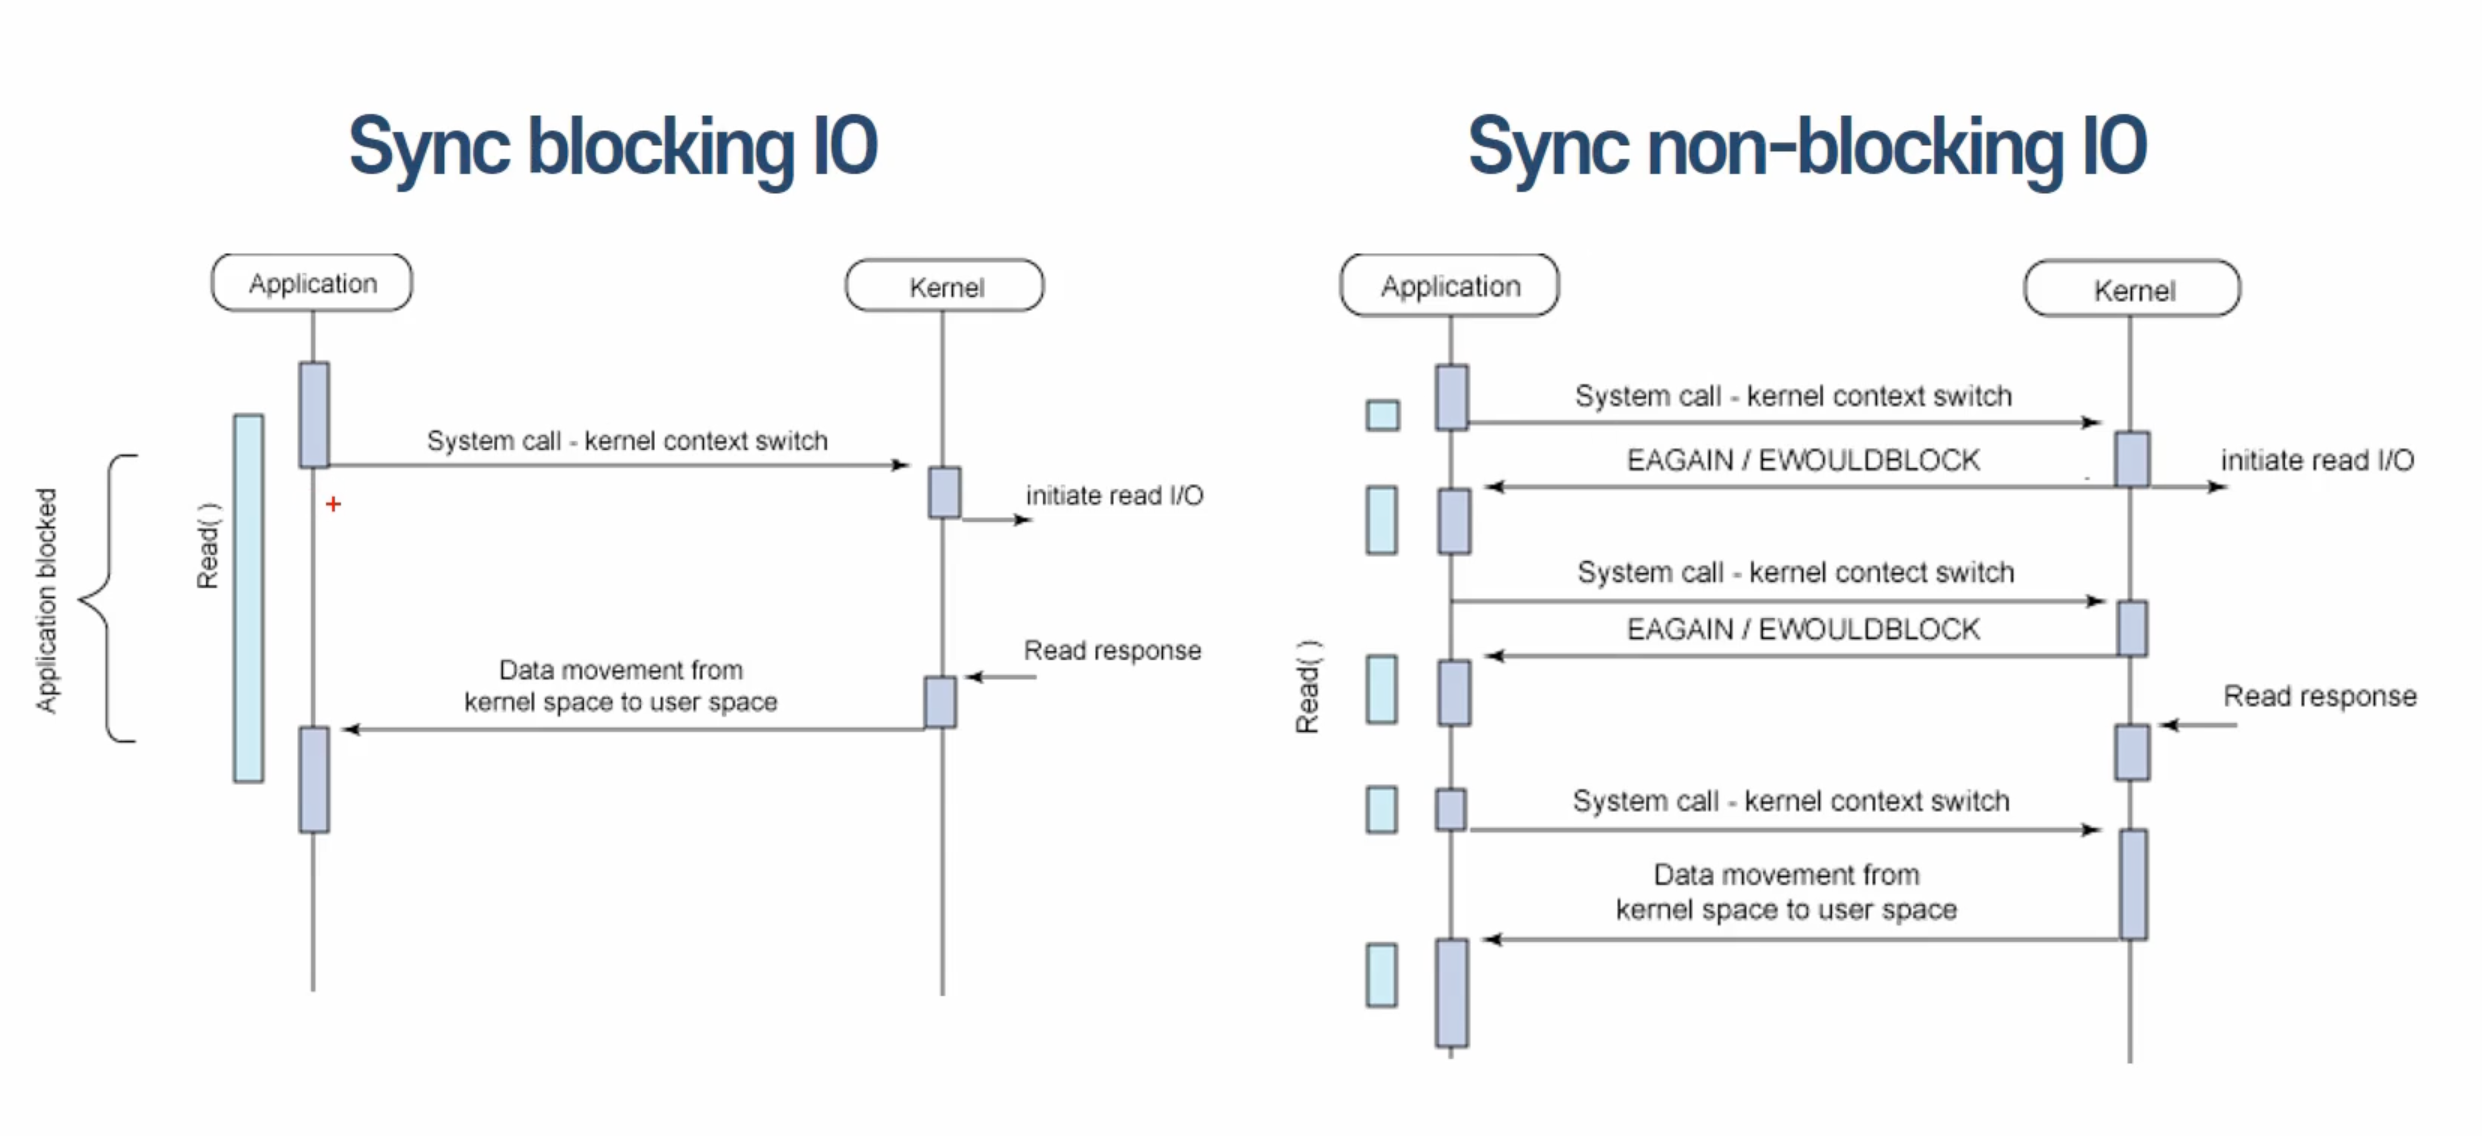 Sync blocking IO
Application
Kernel
System call - kernel context switch
initiate read I/O
Application blocked
Read( )
Read response
Data movement from
kernel space to user space
Sync non-blocking IO
Application
Kernel
System call - kernel context switch
EAGAIN / EWOULDBLOCK
initiate read I/O
System call - kernel contect switch
EAGAIN / EWOULDBLOCK
Read( )
Read response
System call - kernel context switch
Data movement from
kernel space to user space